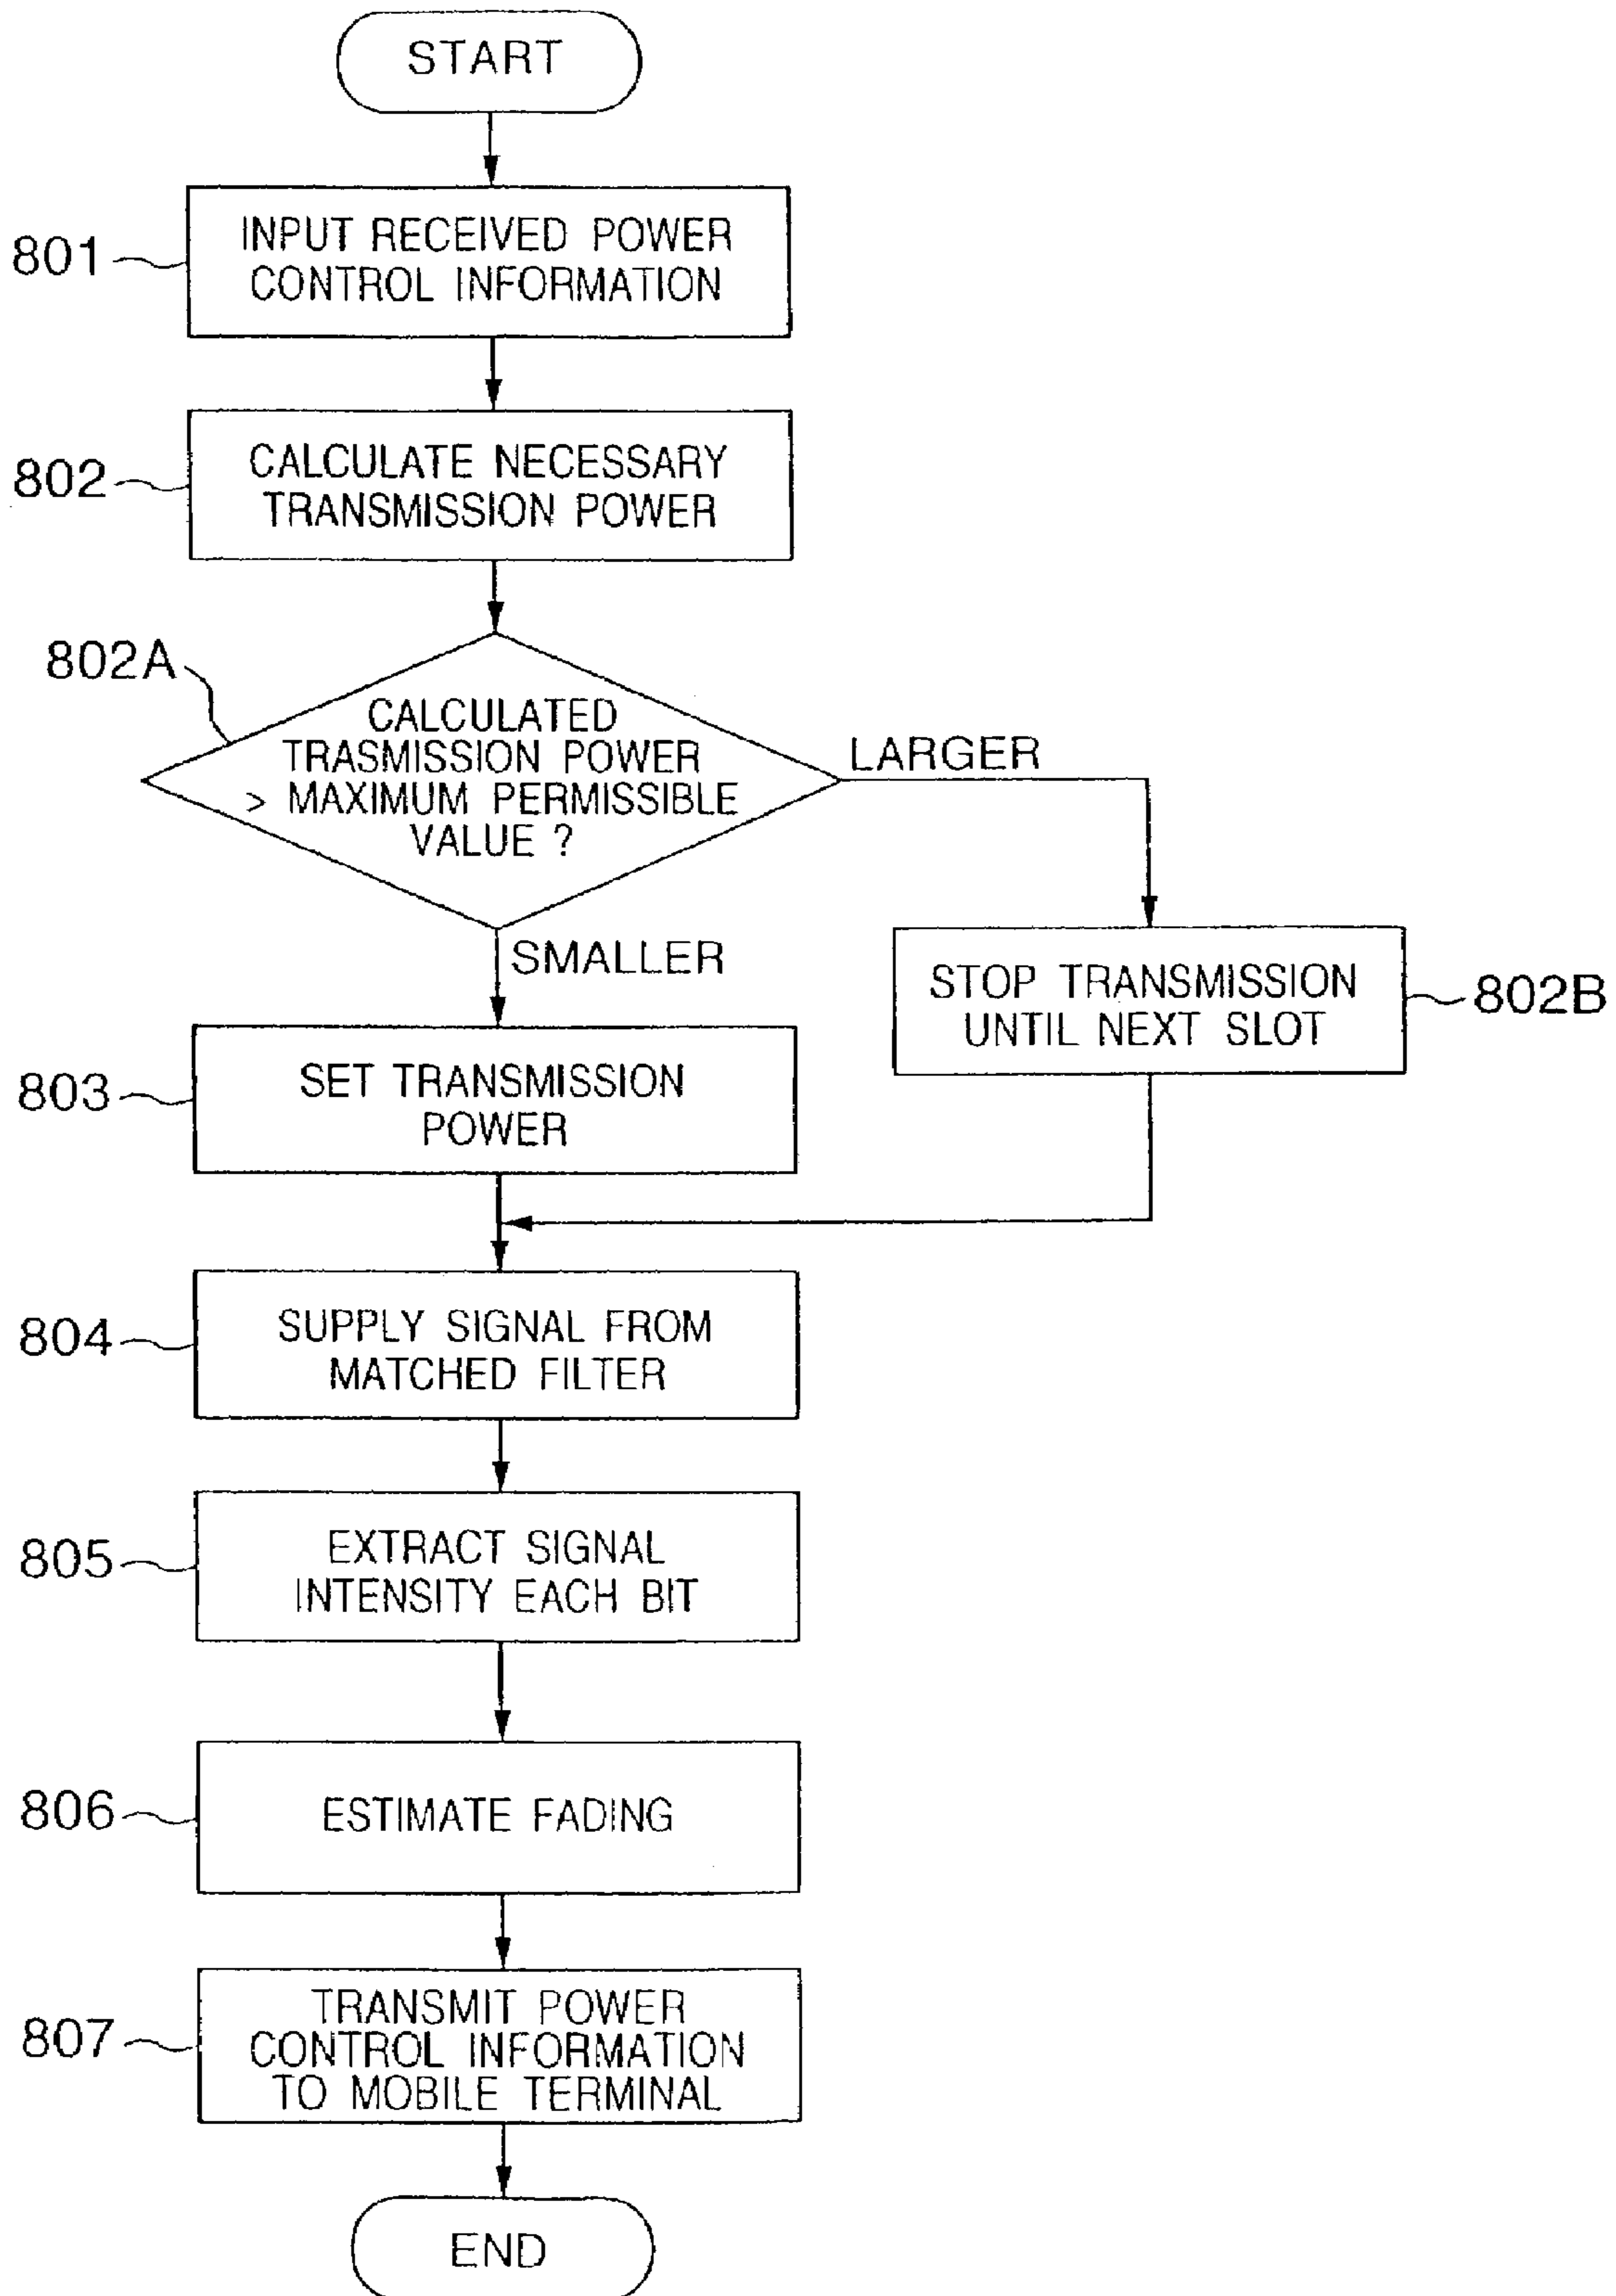 START
801
INPUT RECEIVED POWER
CONTROL INFORMATION
802
CALCULATE NECESSARY
TRANSMISSION POWER
802A
CALCULATED
TRASMISSION POWER
> MAXIMUM PERMISSIBLE
VALUE ?
LARGER
SMALLER
STOP TRANSMISSION
UNTIL NEXT SLOT
802B
803
SET TRANSMISSION
POWER
804
SUPPLY SIGNAL FROM
MATCHED FILTER
805
EXTRACT SIGNAL
INTENSITY EACH BIT
806
ESTIMATE FADING
807
TRANSMIT POWER
CONTROL INFORMATION
TO MOBILE TERMINAL
END